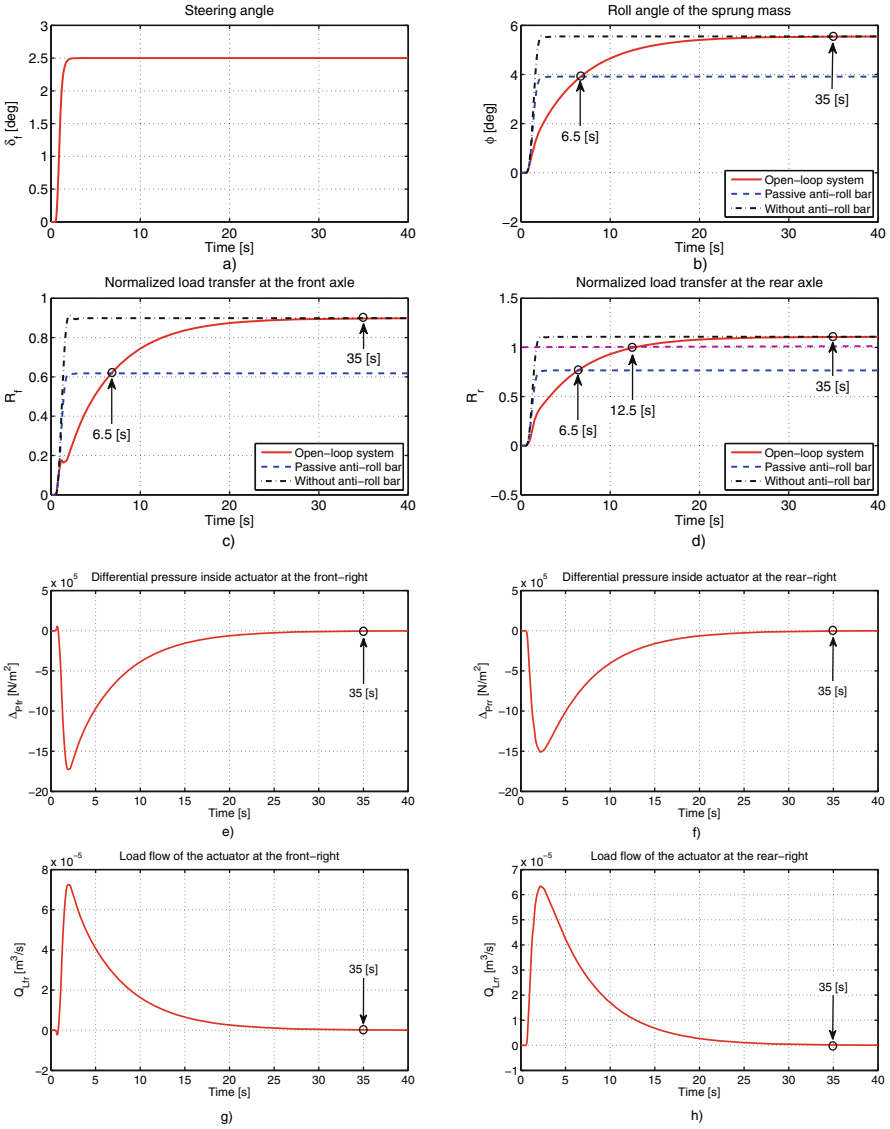 Steering angle
3
2.5
2
1.5
1
0.5
0
δ_f [deg]
0 10 20 30 40
Time [s]
a)
Roll angle of the sprung mass
6
4
2
0
−2
ϕ [deg]
6.5 [s]
35 [s]
Open−loop system
Passive anti−roll bar
Without anti−roll bar
0 10 20 30 40
Time [s]
b)
Normalized load transfer at the front axle
1
0.8
0.6
0.4
0.2
0
R_f
6.5 [s]
35 [s]
Open−loop system
Passive anti−roll bar
Without anti−roll bar
0 10 20 30 40
Time [s]
c)
Normalized load transfer at the rear axle
1.5
1
0.5
0
−0.5
R_r
6.5 [s]
12.5 [s]
35 [s]
Open−loop system
Passive anti−roll bar
Without anti−roll bar
0 10 20 30 40
Time [s]
d)
Differential pressure inside actuator at the front−right
x 10^5
5
0
−5
−10
−15
−20
Δ_Pfr [N/m²]
35 [s]
0 5 10 15 20 25 30 35 40
Time [s]
e)
Differential pressure inside actuator at the rear−right
x 10^5
5
0
−5
−10
−15
−20
Δ_Prr [N/m²]
35 [s]
0 5 10 15 20 25 30 35 40
Time [s]
f)
Load flow of the actuator at the front−right
x 10^−5
8
6
4
2
0
−2
Q_Lfr [m³/s]
35 [s]
0 5 10 15 20 25 30 35 40
Time [s]
g)
Load flow of the actuator at the rear−right
x 10^−5
7
6
5
4
3
2
1
0
−1
Q_Lrr [m³/s]
35 [s]
0 5 10 15 20 25 30 35 40
Time [s]
h)